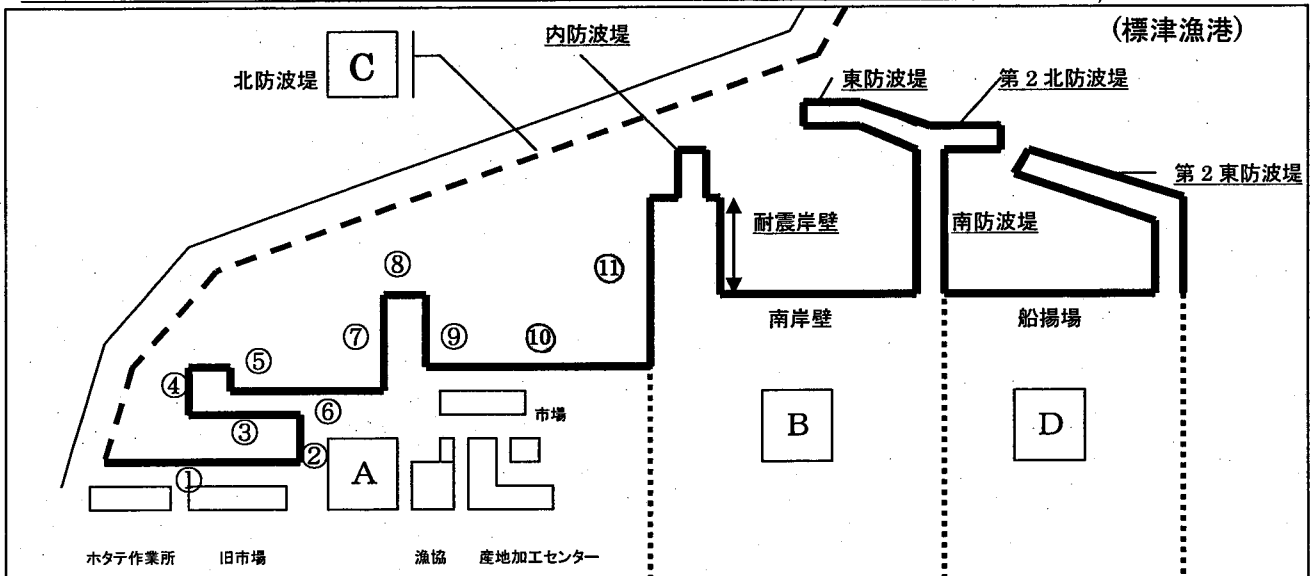 (標津漁港)
内防波堤
北防波堤
C
東防波堤
第2北防波堤
第2東防波堤
耐震岸壁
南防波堤
⑧
⑪
南岸壁
船揚場
⑦
⑨
⑩
⑤
④
⑥
市場
③
②
A
B
D
①
ホタテ作業所
旧市場
漁協
産地加工センター